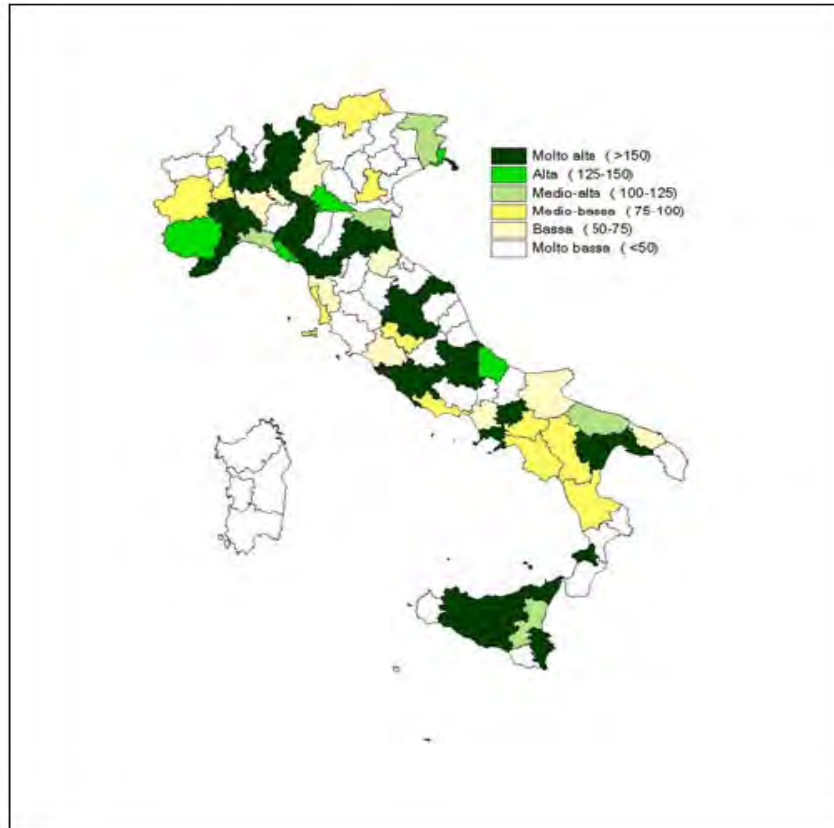 Molto alta ( >150)
Alta ( 125-150)
Medio-alta ( 100-125)
Medio-bassa ( 75-100)
Bassa ( 50-75)
Molto bassa ( <50)